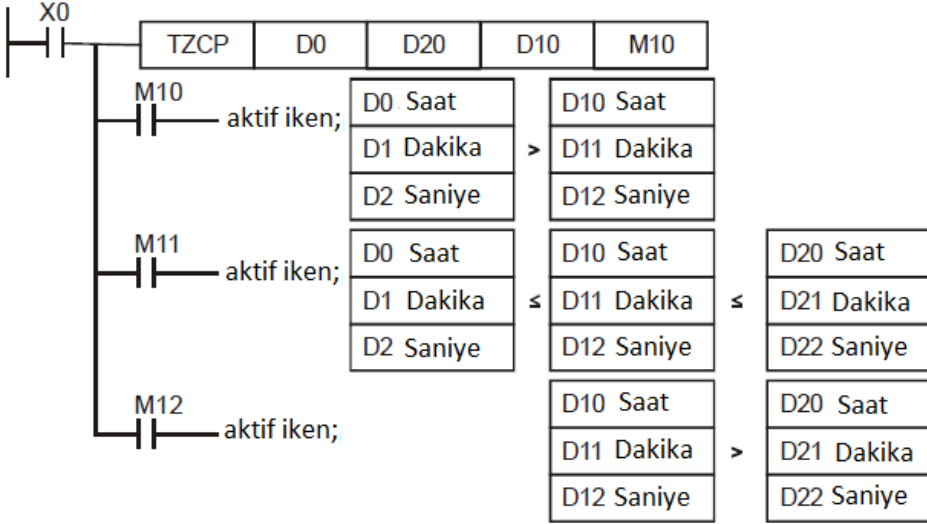 X0
TZCP D0 D20 D10 M10
M10
aktif iken;
D0 Saat > D10 Saat
D1 Dakika D11 Dakika
D2 Saniye D12 Saniye
M11
aktif iken;
D0 Saat D10 Saat D20 Saat
D1 Dakika ≤ D11 Dakika ≤ D21 Dakika
D2 Saniye D12 Saniye D22 Saniye
M12
aktif iken;
D10 Saat D20 Saat
D11 Dakika > D21 Dakika
D12 Saniye D22 Saniye